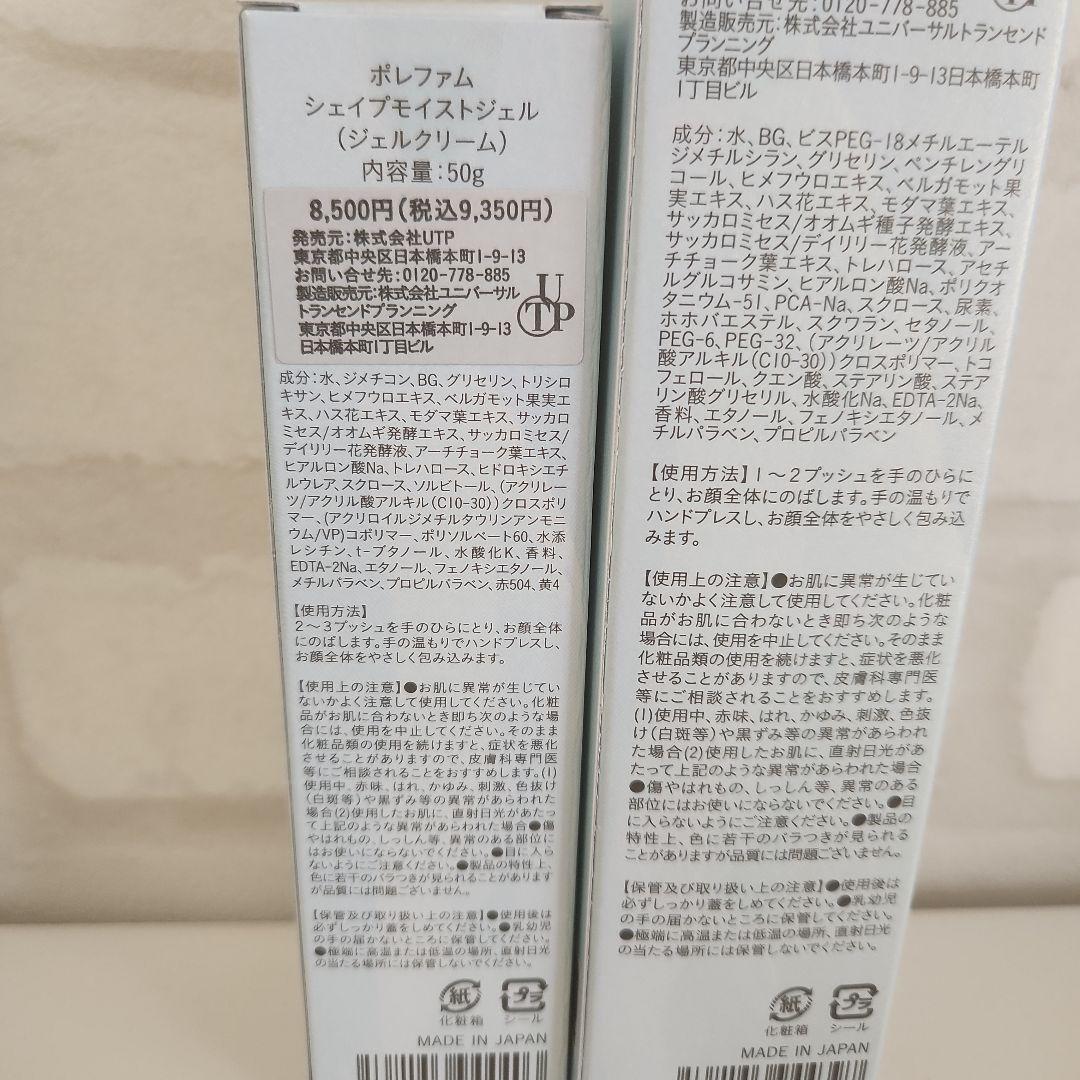 ポレファム
シェイプモイストジェル
(ジェルクリーム)
内容量:50g
8,500円(税込9,350円)
発売元:株式会社UTP
東京都中央区日本橋本町1-9-13
お問い合せ先:0120-778-885
製造販売元:株式会社ユニバーサル
トランセンドプランニング
東京都中央区日本橋本町1-9-13
日本橋本町1丁目ビル
UTP
成分:水、ジメチコン、BG、グリセリン、トリシロ
キサン、ヒメフウロエキス、ベルガモット果実エ
キス、ハス花エキス、モダマ葉エキス、サッカロ
ミセス/オオムギ発酵エキス、サッカロミセス/
デイリリー花発酵液、アーチチョーク葉エキス、
ヒアルロン酸Na、トレハロース、ヒドロキシエチ
ルウレア、スクロース、ソルビトール、(アクリレー
ツ/アクリル酸アルキル(C10-30))クロスポリ
マー、(アクリロイルジメチルタウリンアンモニ
ウム/VP)コポリマー、ポリソルベート60、水添
レシチン、t-ブタノール、水酸化K、香料、
EDTA-2Na、エタノール、フェノキシエタノール、
メチルパラベン、プロピルパラベン、赤504、黄4
【使用方法】
2~3プッシュを手のひらにとり、お顔全体
にのばします。手の温もりでハンドプレスし、
お顔全体をやさしく包み込みます。
【使用上の注意】●お肌に異常が生じてい
ないかよく注意して使用してください。化粧
品がお肌に合わないとき即ち次のような場
合には、使用を中止してください。そのまま
化粧品類の使用を続けますと、症状を悪化
させることがありますので、皮膚科専門医
等にご相談されることをおすすめします。(1)
使用中、赤味、はれ、かゆみ、刺激、色抜け
(白斑等)や黒ずみ等の異常があらわれた
場合(2)使用したお肌に、直射日光があたっ
て上記のような異常があらわれた場合●傷
やはれもの、しっしん等、異常のある部位に
はお使いにならないでください。●目に入ら
ないようにご注意ください。●製品の特性上、
色に若干のバラつきが見られることがあります
が品質には問題ございません。
【保管及び取り扱い上の注意】●使用後は
必ずしっかり蓋をしめてください。●乳幼児
の手の届かないところに保管してください。
●極端に高温または低温の場所、直射日光
の当たる場所には保管しないでください。
紙 プラ
化粧箱 シール
MADE IN JAPAN
お問い合せ先:0120-778-885
製造販売元:株式会社ユニバーサルトランセンド
プランニング
東京都中央区日本橋本町1-9-13日本橋本町
1丁目ビル
成分:水、BG、ビスPEG-18メチルエーテル
ジメチルシラン、グリセリン、ペンチレングリ
コール、ヒメフウロエキス、ベルガモット果
実エキス、ハス花エキス、モダマ葉エキス、
サッカロミセス/オオムギ種子発酵エキス、
サッカロミセス/デイリリー花発酵液、アー
チチョーク葉エキス、トレハロース、アセチ
ルグルコサミン、ヒアルロン酸Na、ポリクオ
タニウム-51、PCA-Na、スクロース、尿素、
ホホバエステル、スクワラン、セタノール、
PEG-6、PEG-32、(アクリレーツ/アクリル
酸アルキル(C10-30))クロスポリマー、トコ
フェロール、クエン酸、ステアリン酸、ステア
リン酸グリセリル、水酸化Na、EDTA-2Na、
香料、エタノール、フェノキシエタノール、メ
チルパラベン、プロピルパラベン
【使用方法】1~2プッシュを手のひらに
とり、お顔全体にのばします。手の温もりで
ハンドプレスし、お顔全体をやさしく包み込
みます。
【使用上の注意】●お肌に異常が生じてい
ないかよく注意して使用してください。化粧
品がお肌に合わないとき即ち次のような
場合には、使用を中止してください。そのまま
化粧品類の使用を続けますと、症状を悪化
させることがありますので、皮膚科専門医
等にご相談されることをおすすめします。
(1)使用中、赤味、はれ、かゆみ、刺激、色抜
け(白斑等)や黒ずみ等の異常があらわれ
た場合(2)使用したお肌に、直射日光があ
たって上記のような異常があらわれた場合
●傷やはれもの、しっしん等、異常のある
部位にはお使いにならないでください。●目
に入らないようにご注意ください。●製品の
特性上、色に若干のバラつきが見られる
ことがありますが品質には問題ございません。
【保管及び取り扱い上の注意】●使用後は
必ずしっかり蓋をしめてください。●乳幼児
の手の届かないところに保管してください。
●極端に高温または低温の場所、直射日光
の当たる場所には保管しないでください。
紙 プラ
化粧箱 シール
MADE IN JAPAN